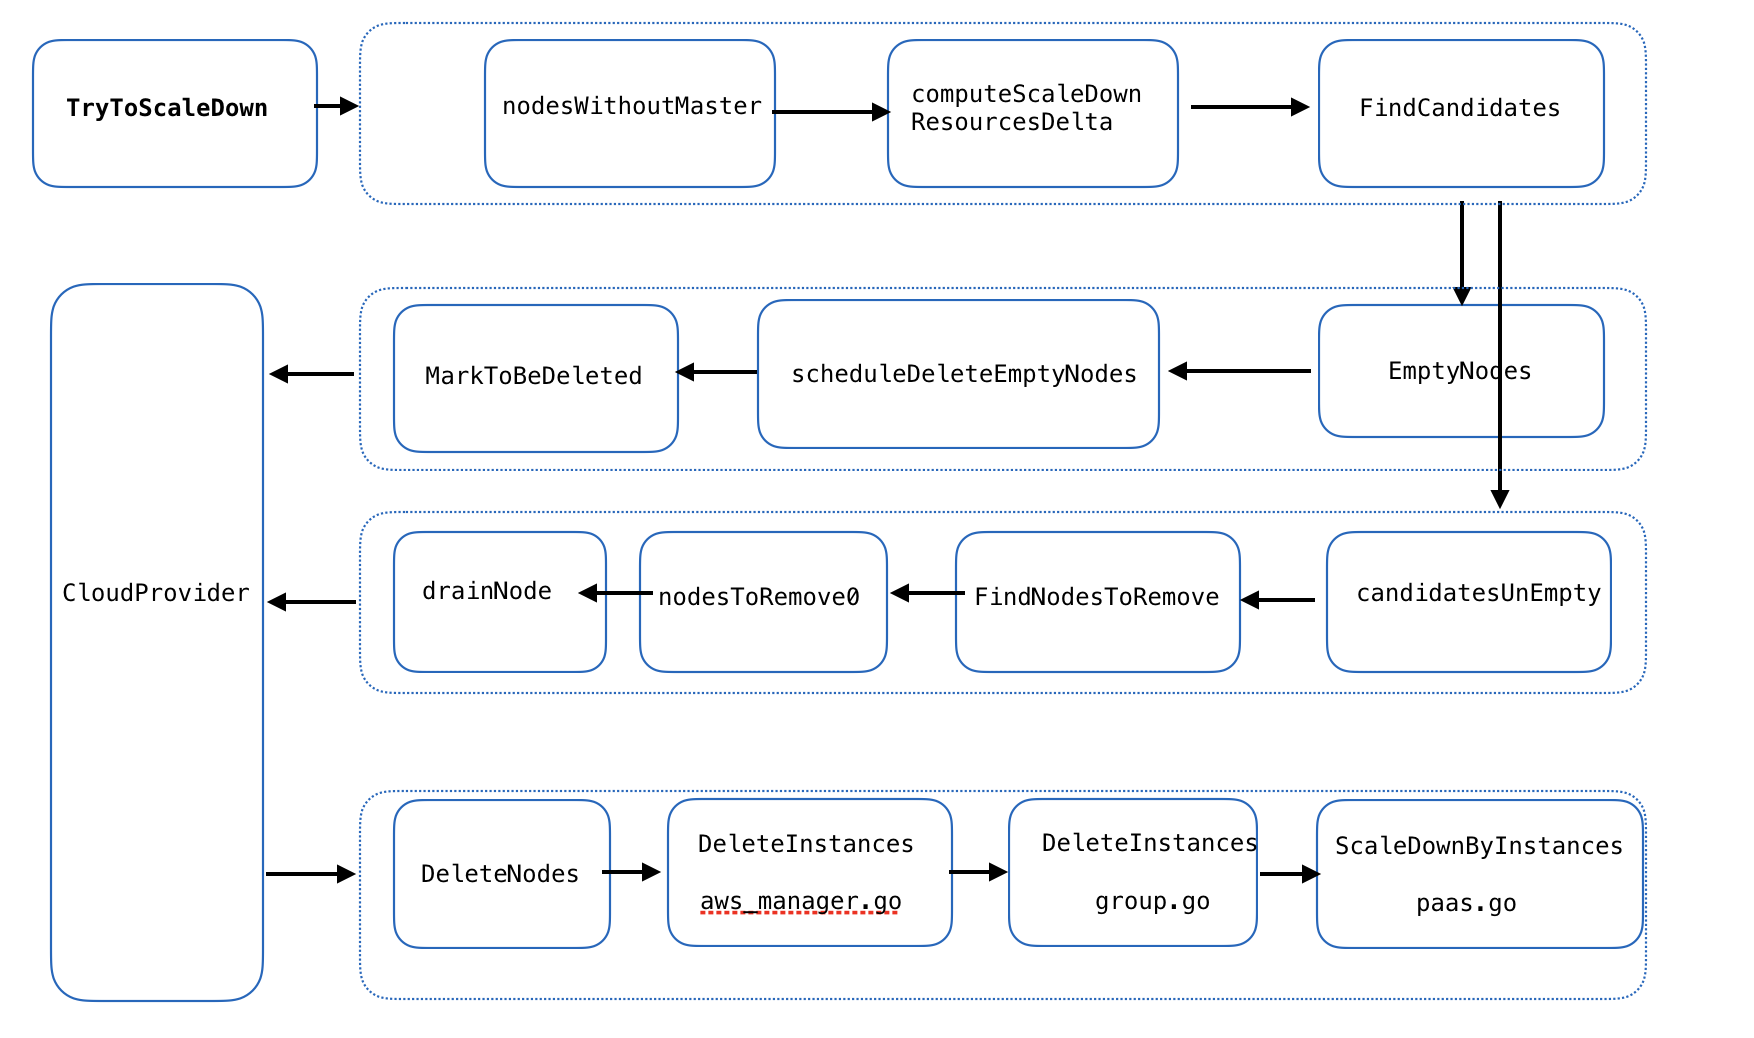 TryToScaleDown
nodesWithoutMaster
computeScaleDown
ResourcesDelta
FindCandidates
MarkToBeDeleted
scheduleDeleteEmptyNodes
EmptyNodes
CloudProvider
drainNode
nodesToRemove0
FindNodesToRemove
candidatesUnEmpty
DeleteNodes
DeleteInstances
aws_manager.go
DeleteInstances
group.go
ScaleDownByInstances
paas.go